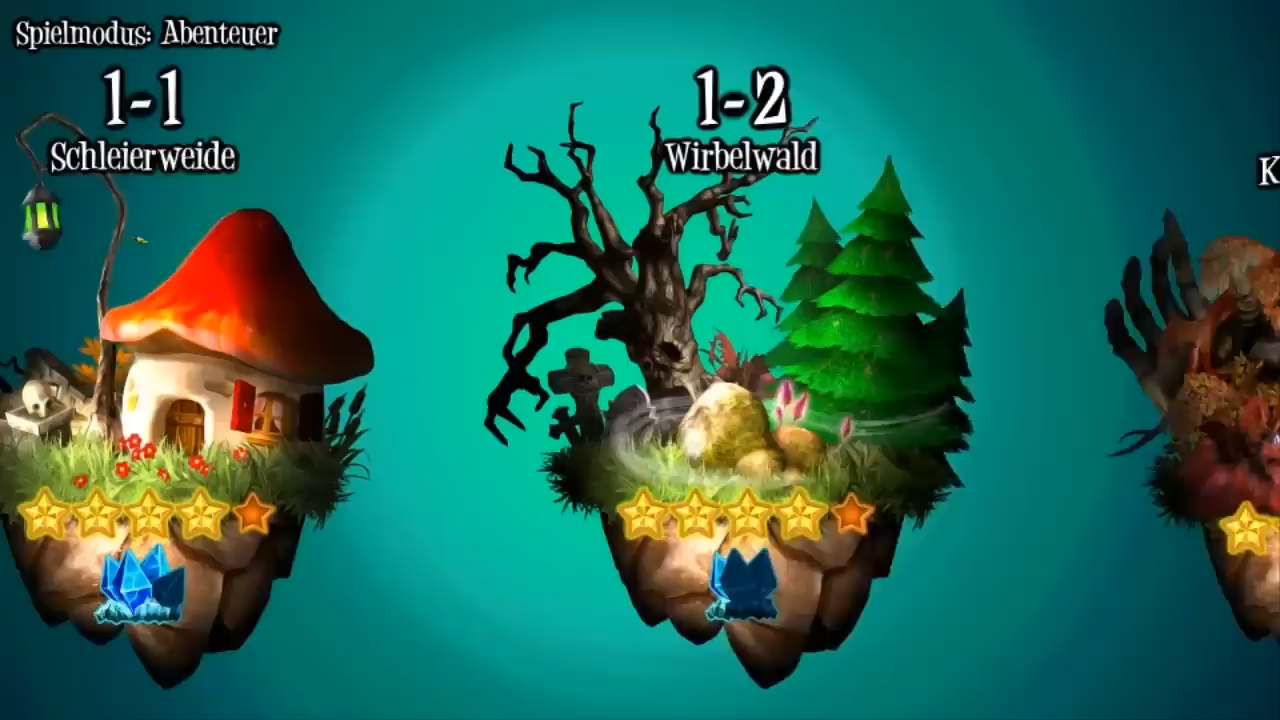 Spielmodus: Abenteuer
1-1
Schleierweide
1-2
Wirbelwald
K